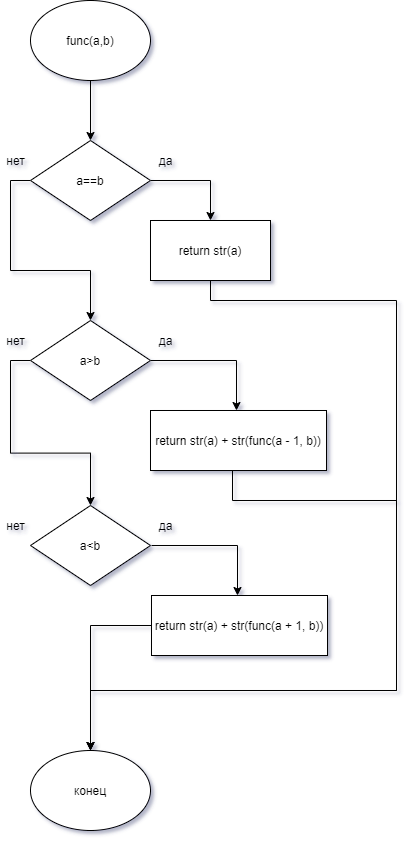 func(a,b)
нет
да
a==b
return str(a)
нет
да
a>b
return str(a) + str(func(a - 1, b))
нет
да
a<b
return str(a) + str(func(a + 1, b))
конец